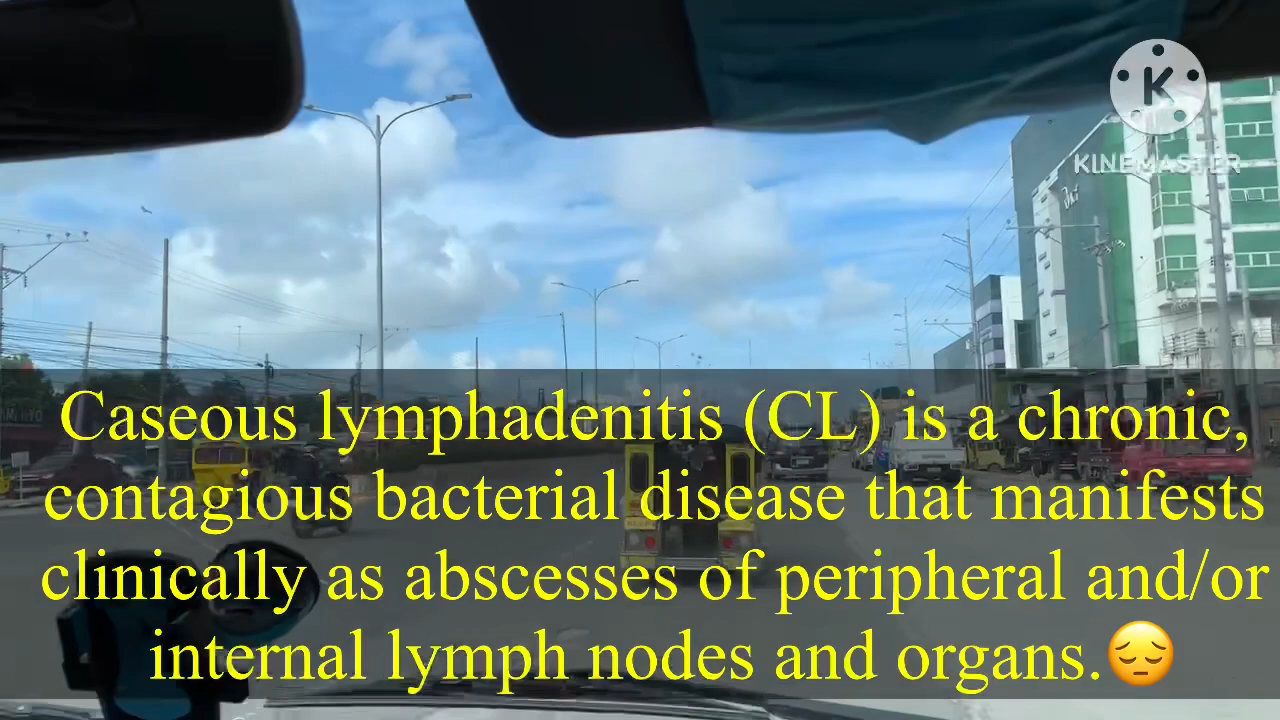 K
KINEMASTER
Caseous lymphadenitis (CL) is a chronic,
contagious bacterial disease that manifests
clinically as abscesses of peripheral and/or
internal lymph nodes and organs.😔